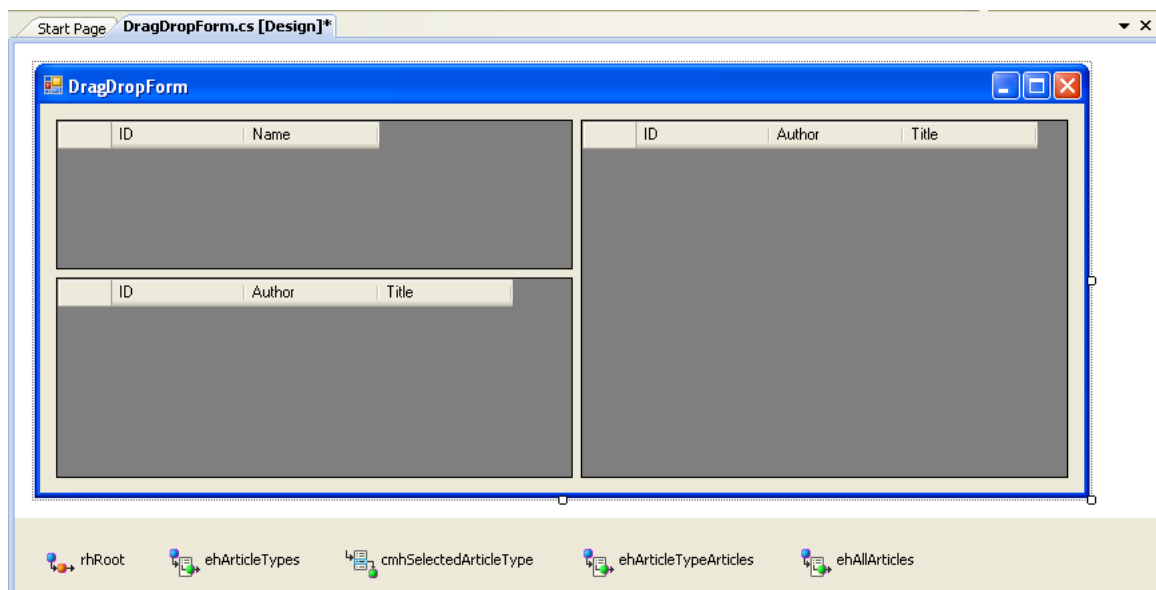 Start Page DragDropForm.cs [Design]*
DragDropForm
ID Name
ID Author Title
ID Author Title
rhRoot ehArticleTypes cmhSelectedArticleType ehArticleTypeArticles ehAllArticles